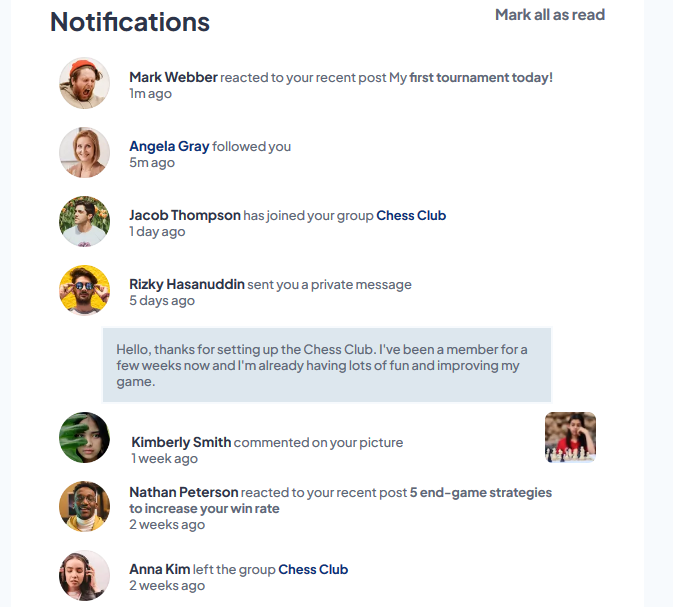 Notifications
Mark all as read
Mark Webber reacted to your recent post My first tournament today!
1m ago
Angela Gray followed you
5m ago
Jacob Thompson has joined your group Chess Club
1 day ago
Rizky Hasanuddin sent you a private message
5 days ago
Hello, thanks for setting up the Chess Club. I've been a member for a
few weeks now and I'm already having lots of fun and improving my
game.
Kimberly Smith commented on your picture
1 week ago
Nathan Peterson reacted to your recent post 5 end-game strategies
to increase your win rate
2 weeks ago
Anna Kim left the group Chess Club
2 weeks ago